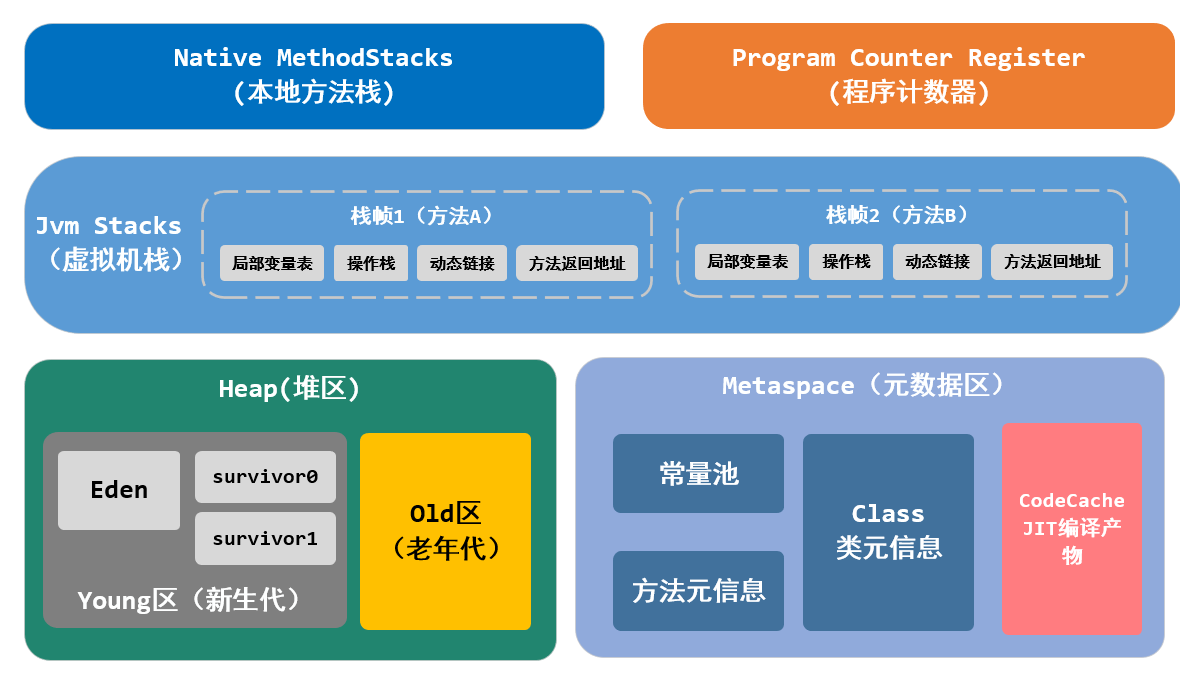 Native MethodStacks
(本地方法栈)
Program Counter Register
(程序计数器)
Jvm Stacks
（虚拟机栈）
栈帧1（方法A）
局部变量表
操作栈
动态链接
方法返回地址
栈帧2（方法B）
局部变量表
操作栈
动态链接
方法返回地址
Heap(堆区)
Eden
survivor0
survivor1
Young区（新生代）
Old区
（老年代）
Metaspace（元数据区）
常量池
方法元信息
Class
类元信息
CodeCache
JIT编译产
物